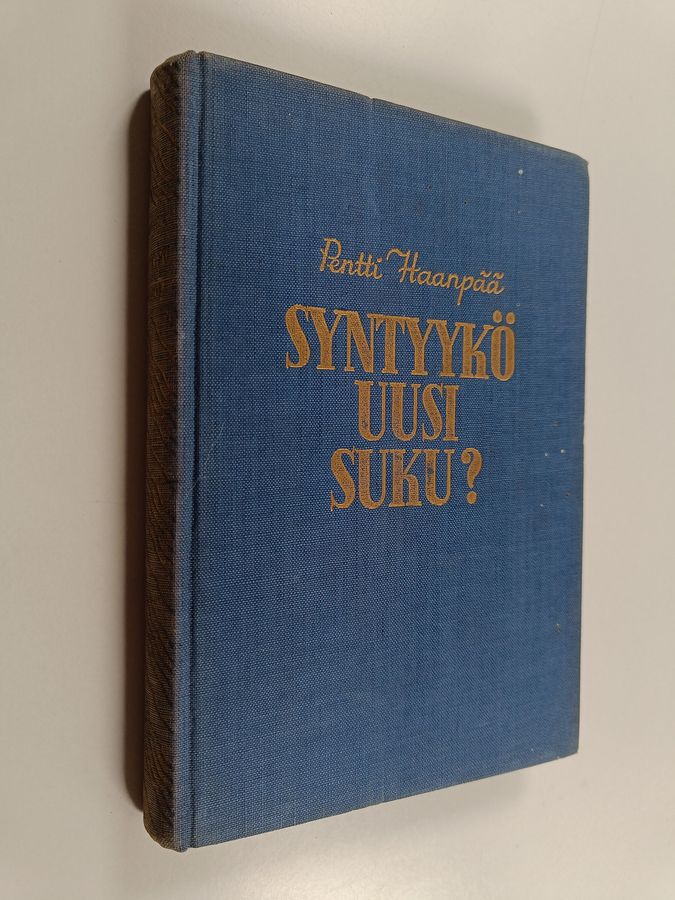 Pentti Haanpää
SYNTYYKÖ
UUSI
SUKU?